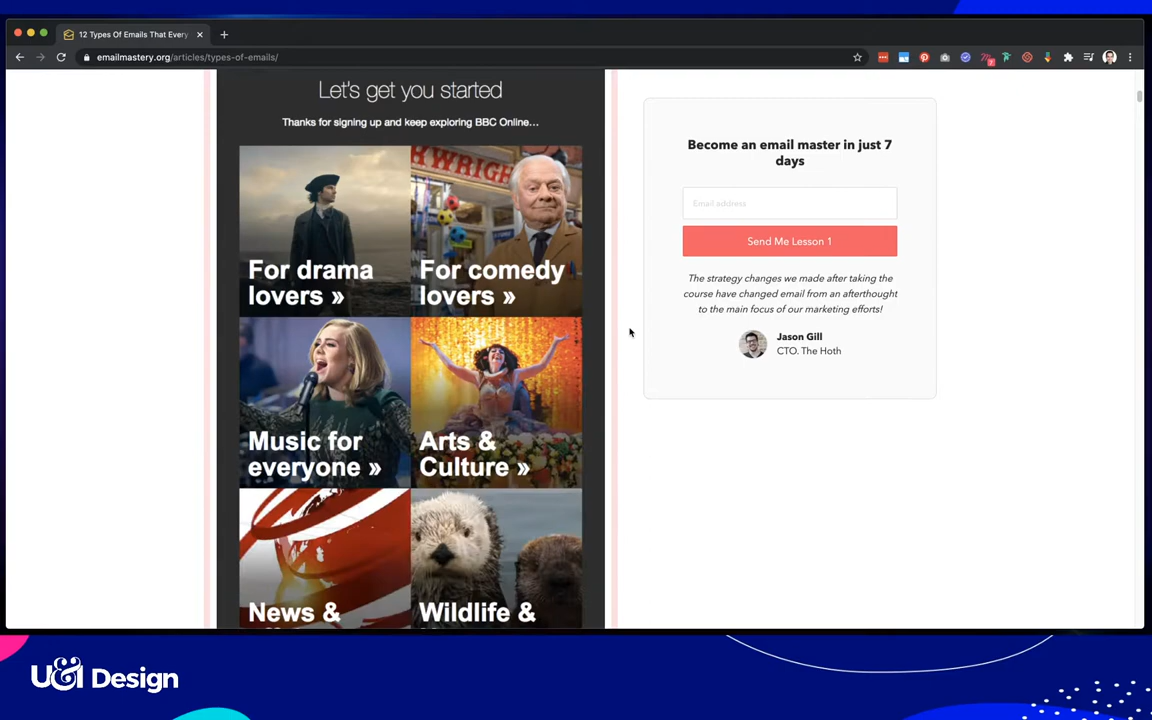 12 Types Of Emails That Every
emailmastery.org/articles/types-of-emails/
Let's get you started
Thanks for signing up and keep exploring BBC Online...
For drama
lovers »
For comedy
lovers »
Music for
everyone »
Arts &
Culture »
News &
Wildlife &
Become an email master in just 7
days
Email address
Send Me Lesson 1
The strategy changes we made after taking the
course have changed email from an afterthought
to the main focus of our marketing efforts!
Jason Gill
CTO. The Hoth
U&I Design